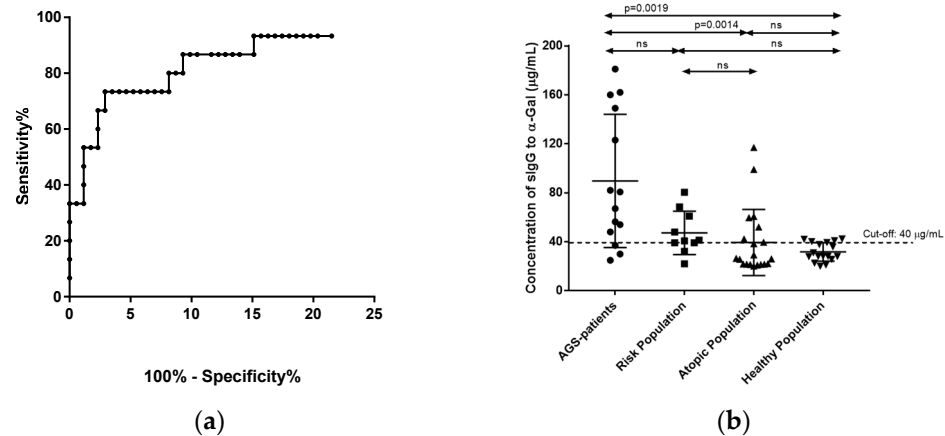 100
80
60
40
20
0
Sensitivity%
0 5 10 15 20 25
100% - Specificity%
(a)
p=0.0019
p=0.0014 ns
ns ns
ns
200
160
120
80
40
0
Concentration of sIgG to α-Gal (μg/mL)
Cut-off: 40 μg/mL
AGS-patients
Risk Population
Atopic Population
Healthy Population
(b)